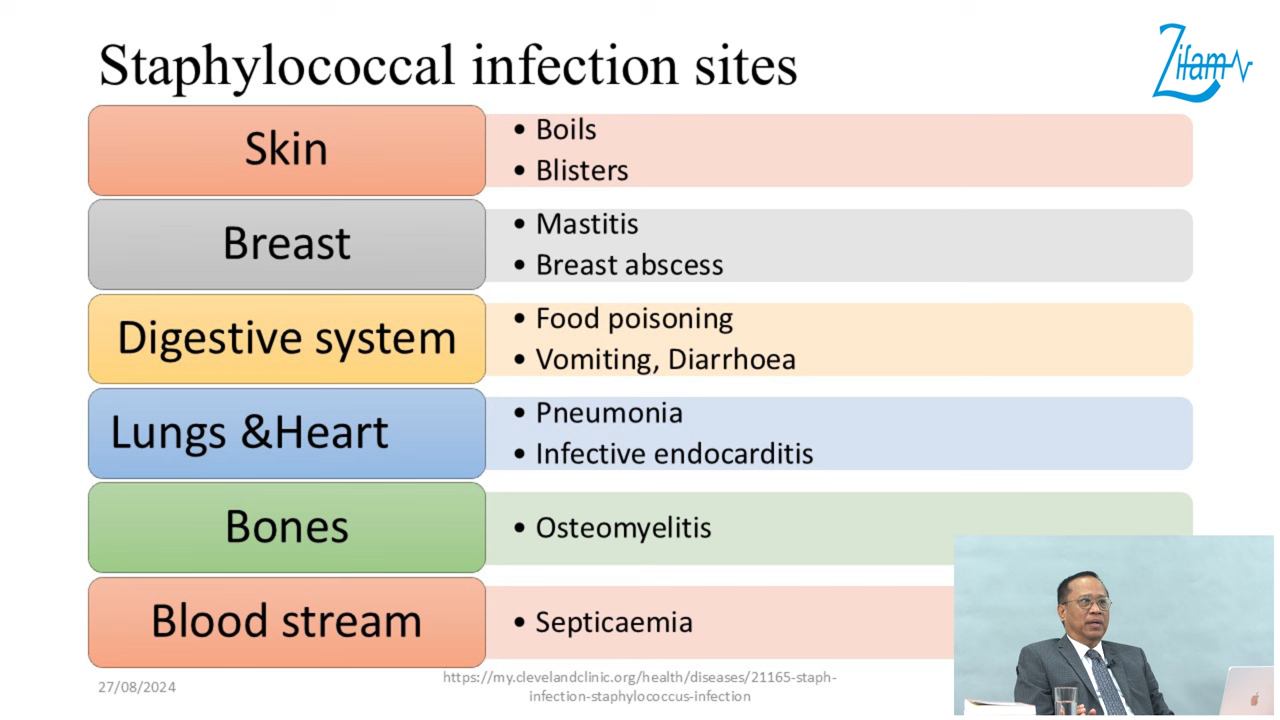 Staphylococcal infection sites
Zifam
Skin
• Boils
• Blisters
Breast
• Mastitis
• Breast abscess
Digestive system
• Food poisoning
• Vomiting, Diarrhoea
Lungs &Heart
• Pneumonia
• Infective endocarditis
Bones
• Osteomyelitis
Blood stream
• Septicaemia
27/08/2024
https://my.clevelandclinic.org/health/diseases/21165-staph-
infection-staphylococcus-infection